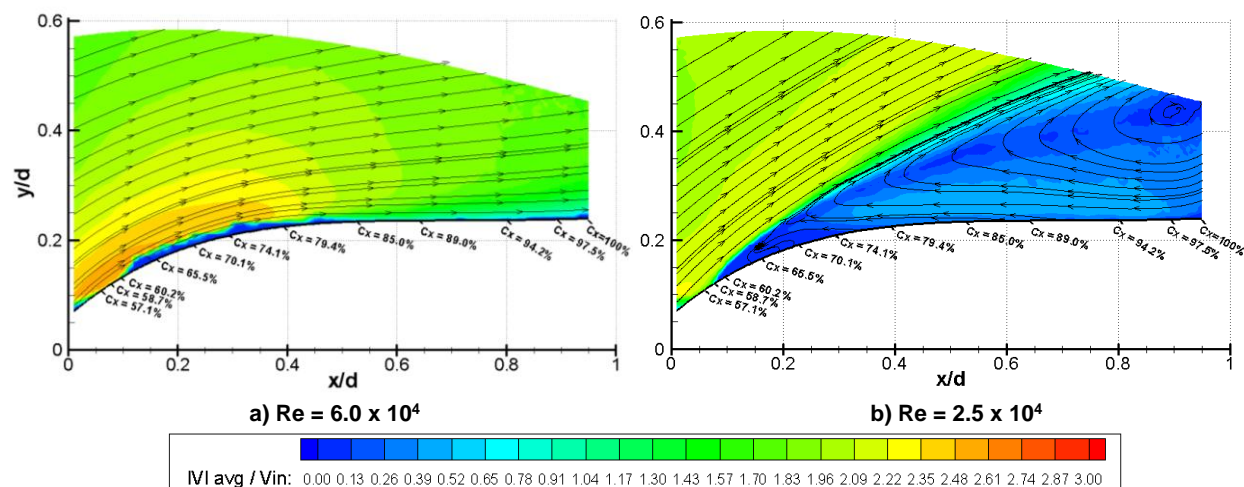 0.6
0.4
0.2
0
y/d
0
0.2
0.4
0.6
0.8
1
x/d
Cx = 57.1%
Cx = 58.7%
Cx = 60.2%
Cx = 65.5%
Cx = 70.1%
Cx = 74.1%
Cx = 79.4%
Cx = 85.0%
Cx = 89.0%
Cx = 94.2%
Cx = 97.5%
Cx=100%
a) Re = 6.0 x 10⁴
0.6
0.4
0.2
0
y/d
0
0.2
0.4
0.6
0.8
1
x/d
Cx = 57.1%
Cx = 58.7%
Cx = 60.2%
Cx = 65.5%
Cx = 70.1%
Cx = 74.1%
Cx = 79.4%
Cx = 85.0%
Cx = 89.0%
Cx = 94.2%
Cx = 97.5%
Cx=100%
b) Re = 2.5 x 10⁴
|V| avg / Vin: 0.00 0.13 0.26 0.39 0.52 0.65 0.78 0.91 1.04 1.17 1.30 1.43 1.57 1.70 1.83 1.96 2.09 2.22 2.35 2.48 2.61 2.74 2.87 3.00